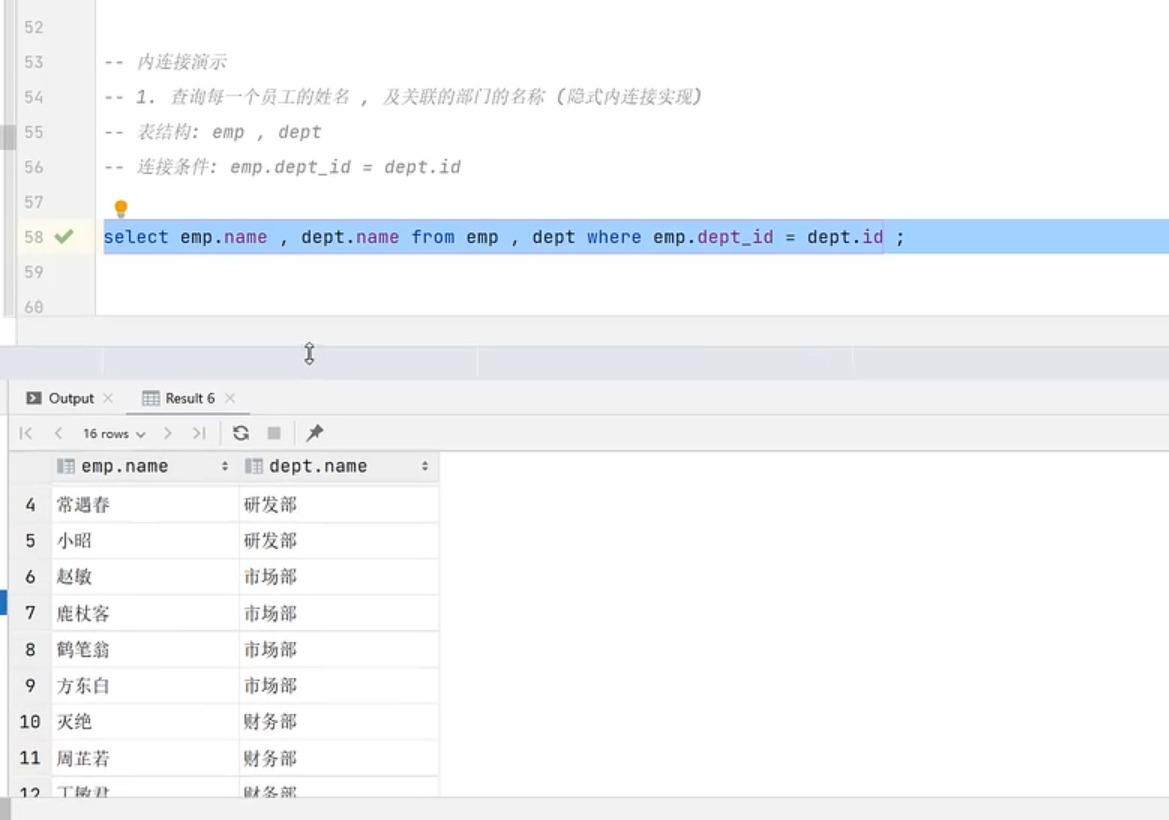 52
53 -- 内连接演示
54 -- 1. 查询每一个员工的姓名 , 及关联的部门的名称 (隐式内连接实现)
55 -- 表结构: emp , dept
56 -- 连接条件: emp.dept_id = dept.id
57
58 select emp.name , dept.name from emp , dept where emp.dept_id = dept.id ;
59
60
Output Result 6
16 rows
emp.name dept.name
4 常遇春 研发部
5 小昭 研发部
6 赵敏 市场部
7 鹿杖客 市场部
8 鹤笔翁 市场部
9 方东白 市场部
10 灭绝 财务部
11 周芷若 财务部
12 丁敏君 财务部